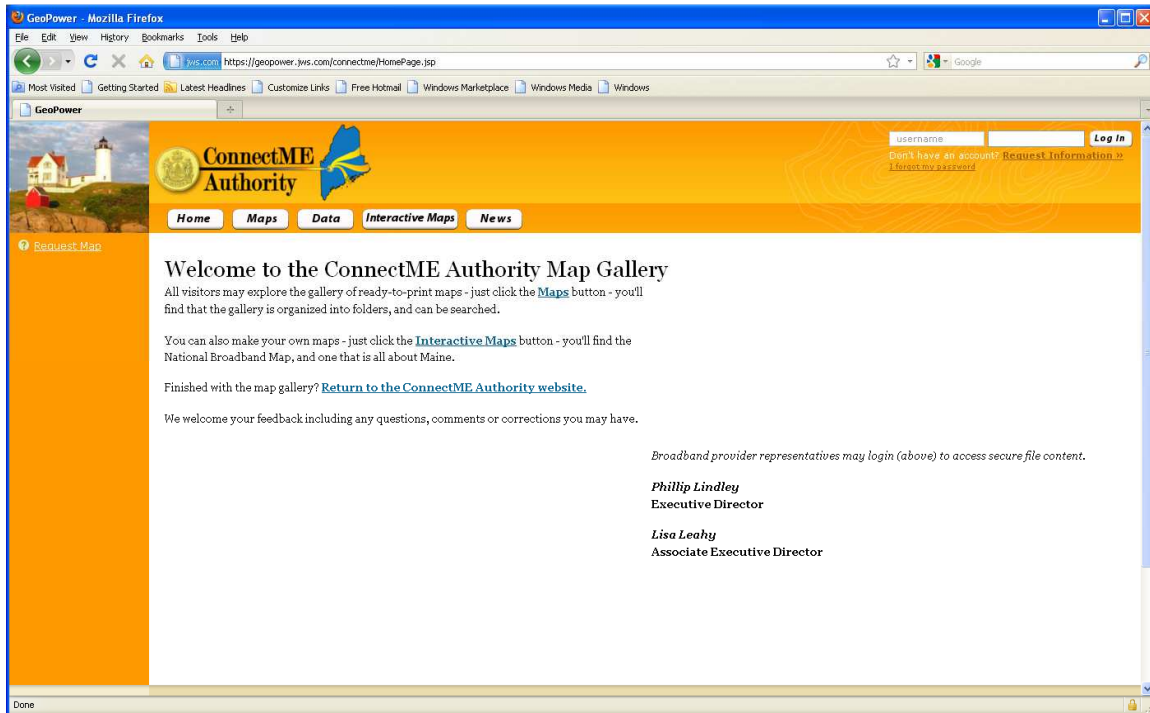 GeoPower - Mozilla Firefox
File Edit View History Bookmarks Tools Help
jws.com https://geopower.jws.com/connectme/HomePage.jsp
Google
Most Visited Getting Started Latest Headlines Customize Links Free Hotmail Windows Marketplace Windows Media Windows
GeoPower
ConnectME
Authority
username
Log In
Don't have an account? Request Information »
I forgot my password
Home Maps Data Interactive Maps News
Request Map
Welcome to the ConnectME Authority Map Gallery
All visitors may explore the gallery of ready-to-print maps - just click the Maps button - you'll
find that the gallery is organized into folders, and can be searched.
You can also make your own maps - just click the Interactive Maps button - you'll find the
National Broadband Map, and one that is all about Maine.
Finished with the map gallery? Return to the ConnectME Authority website.
We welcome your feedback including any questions, comments or corrections you may have.
Broadband provider representatives may login (above) to access secure file content.
Phillip Lindley
Executive Director
Lisa Leahy
Associate Executive Director
Done